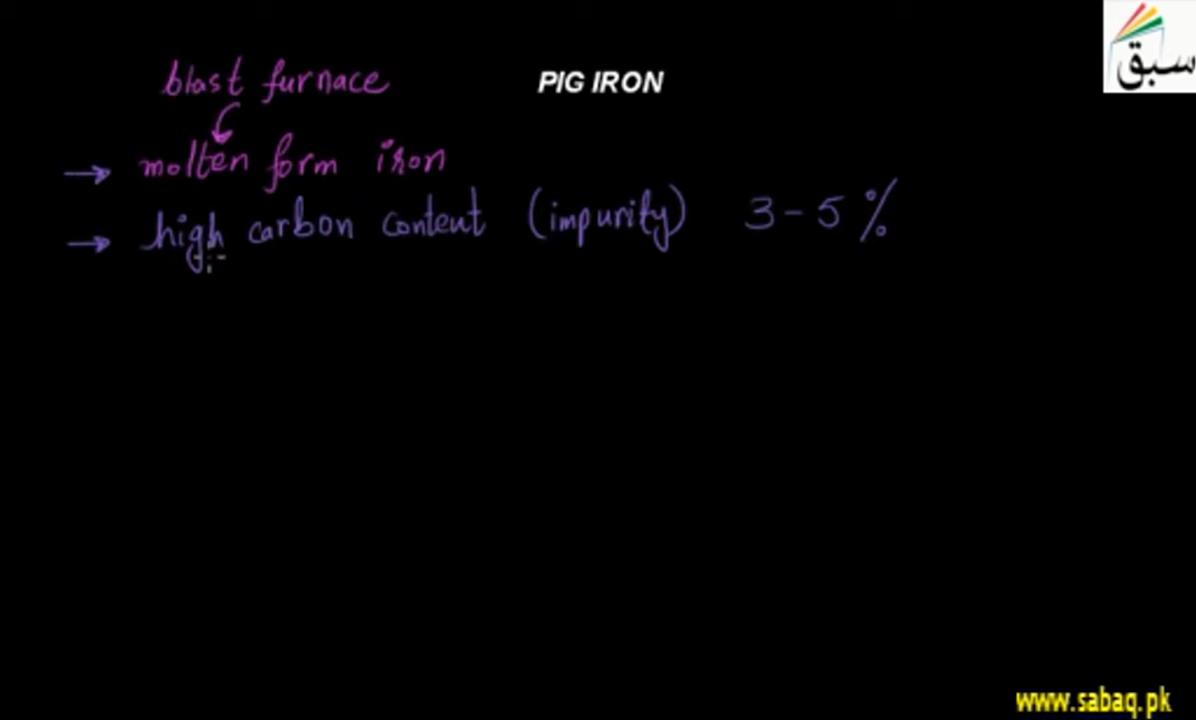 سبق
blast furnace
PIG IRON
→ molten form iron
→ high carbon content (impurity) 3-5%
www.sabaq.pk